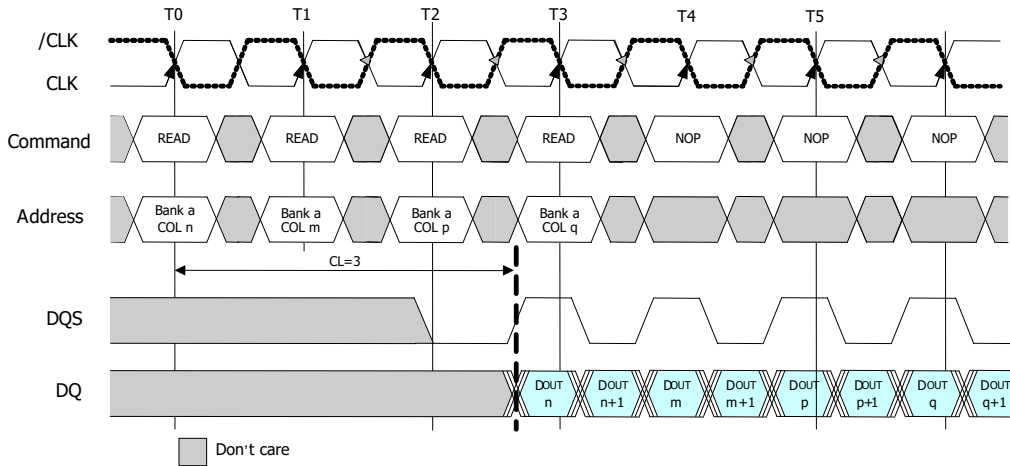 T0 T1 T2 T3 T4 T5
/CLK
CLK
Command READ READ READ READ NOP NOP NOP
Address Bank a COL n Bank a COL m Bank a COL p Bank a COL q
CL=3
DQS
DQ DOUT n DOUT n+1 DOUT m DOUT m+1 DOUT p DOUT p+1 DOUT q DOUT q+1
Don't care